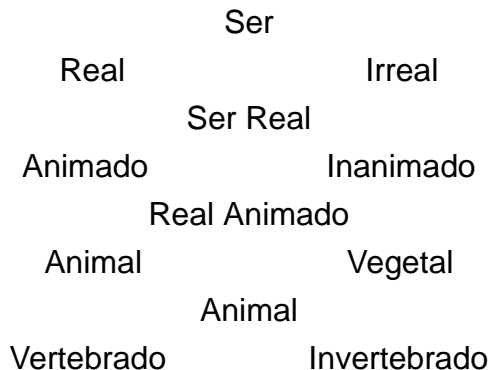 Ser
Real Irreal
Ser Real
Animado Inanimado
Real Animado
Animal Vegetal
Animal
Vertebrado Invertebrado